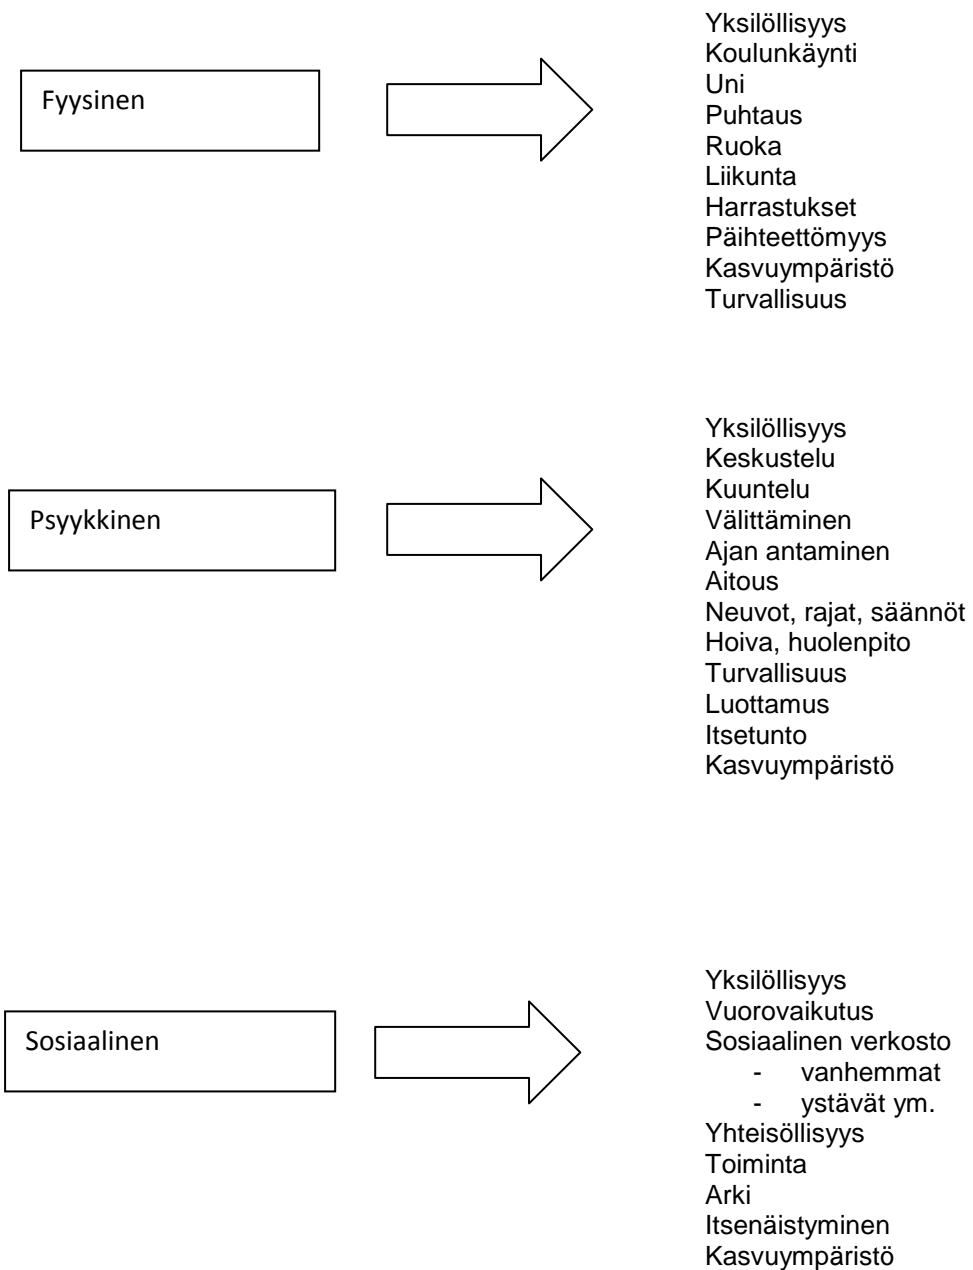 Fyysinen
Yksilöllisyys
Koulunkäynti
Uni
Puhtaus
Ruoka
Liikunta
Harrastukset
Päihteettömyys
Kasvuympäristö
Turvallisuus
Psyykkinen
Yksilöllisyys
Keskustelu
Kuuntelu
Välittäminen
Ajan antaminen
Aitous
Neuvot, rajat, säännöt
Hoiva, huolenpito
Turvallisuus
Luottamus
Itsetunto
Kasvuympäristö
Sosiaalinen
Yksilöllisyys
Vuorovaikutus
Sosiaalinen verkosto
- vanhemmat
- ystävät ym.
Yhteisöllisyys
Toiminta
Arki
Itsenäistyminen
Kasvuympäristö